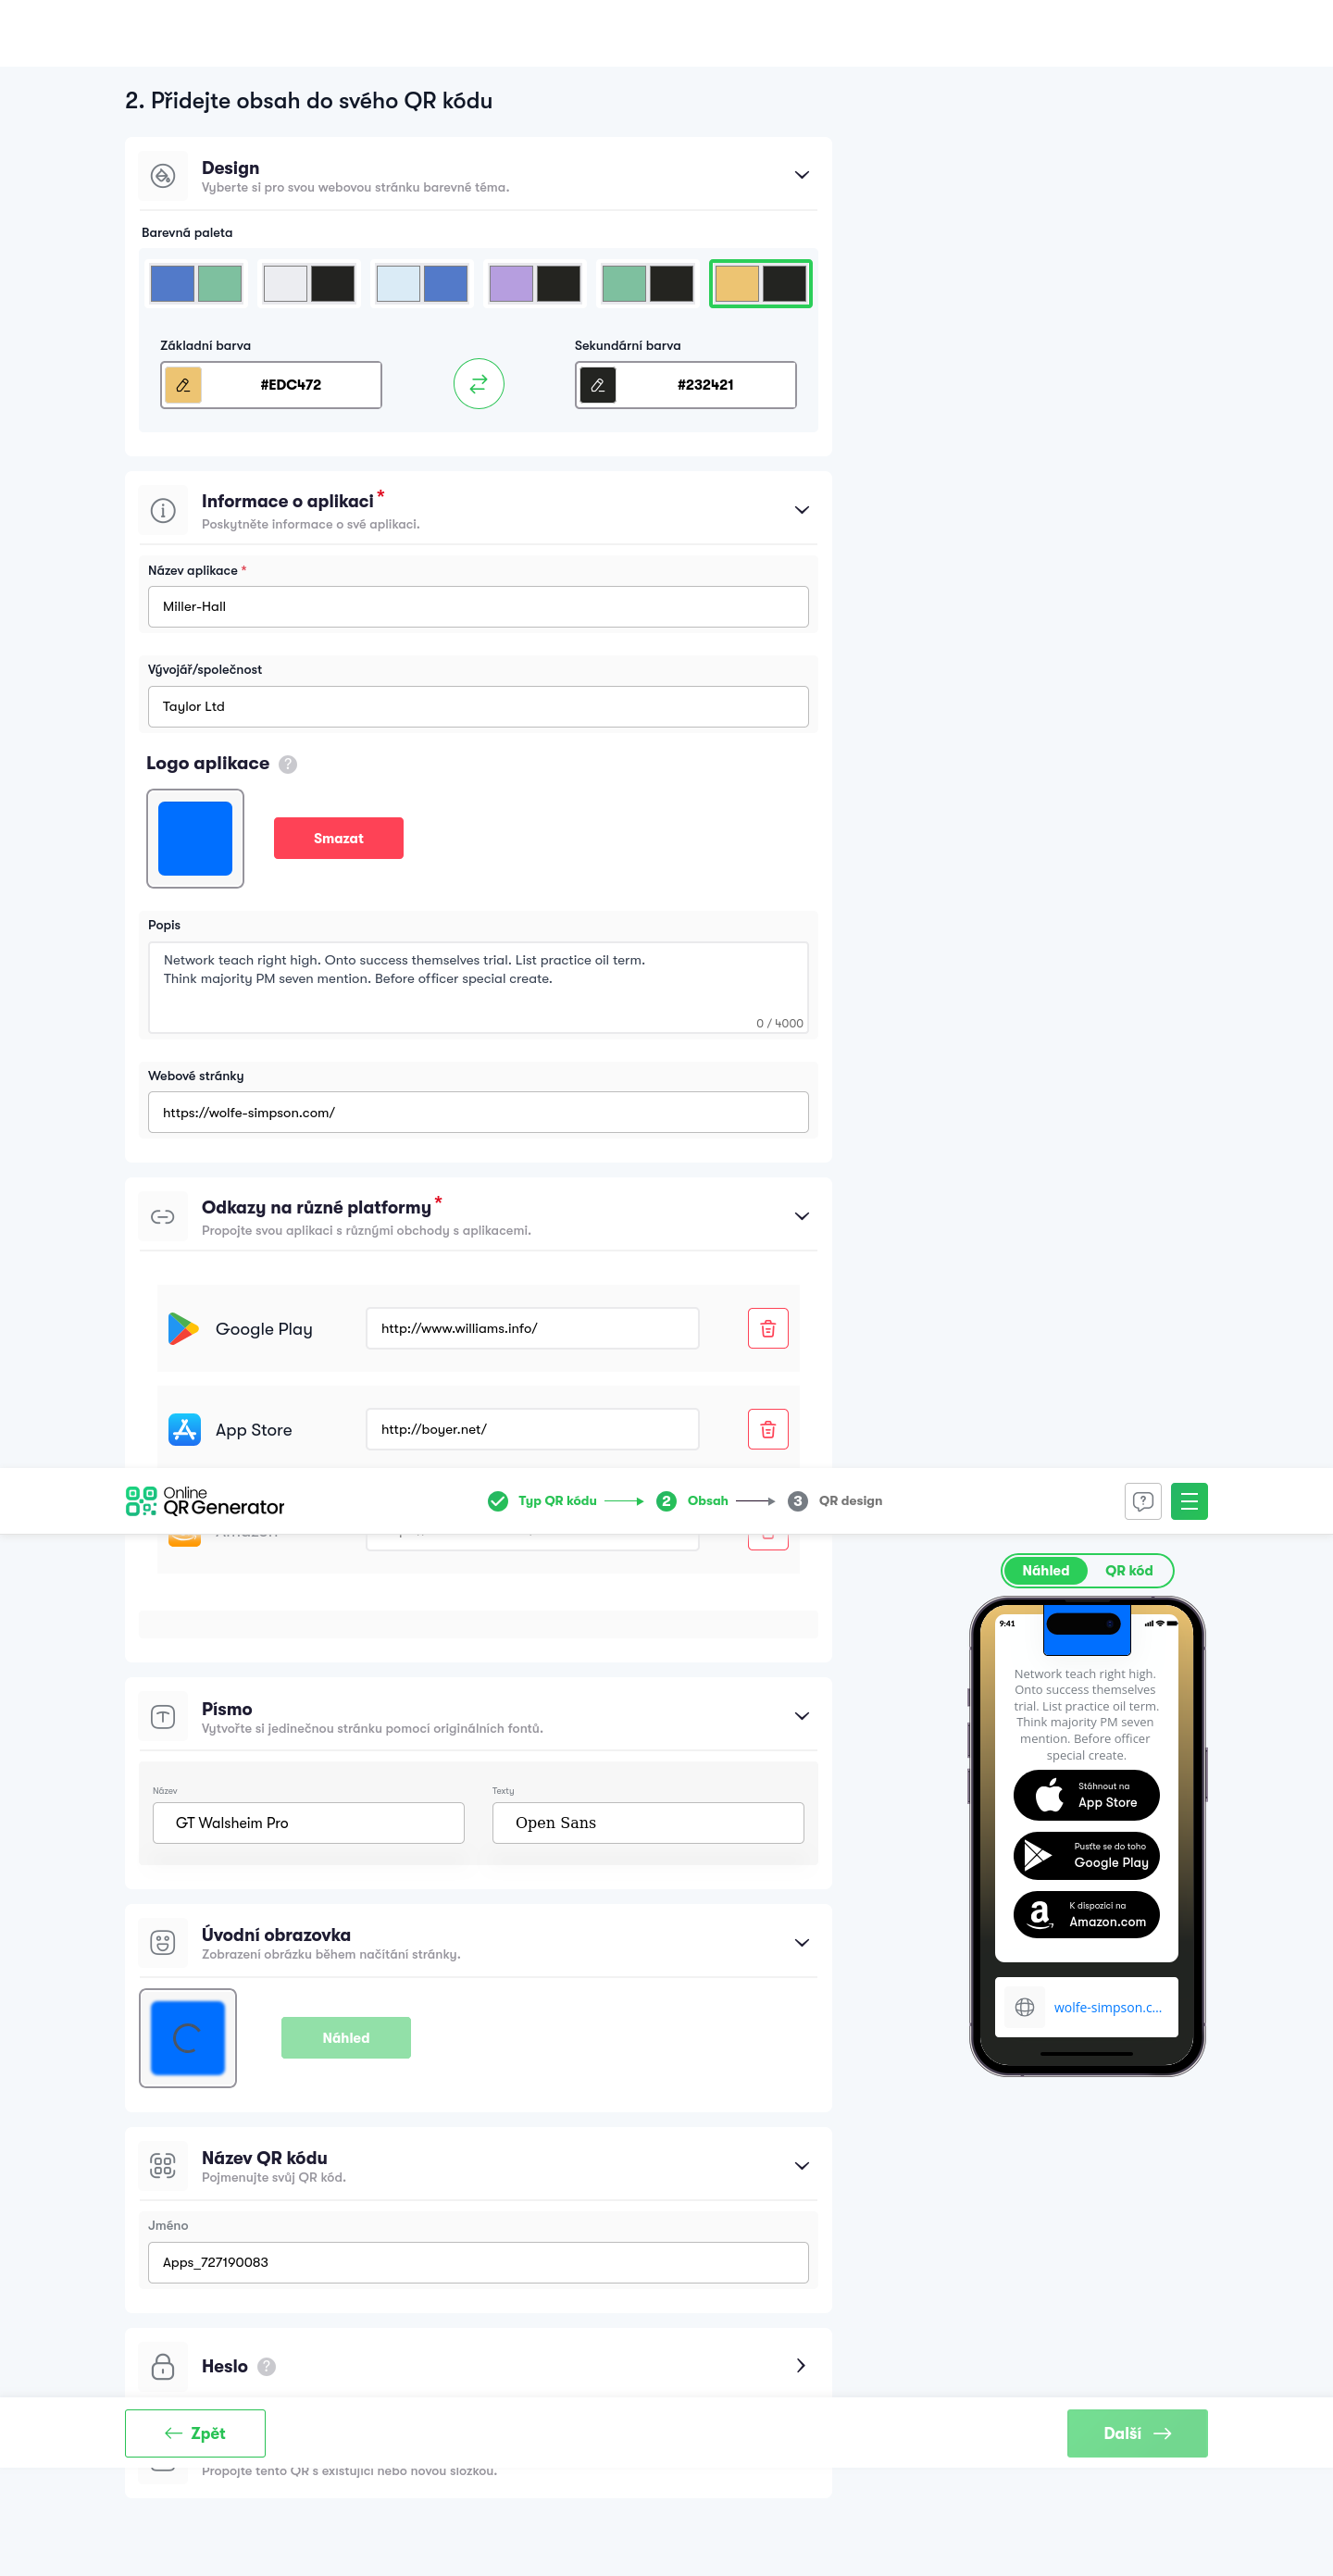 2. Přidejte obsah do svého QR kódu
Design
Vyberte si pro svou webovou stránku barevné téma.
Barevná paleta
Základní barva
Sekundární barva
#EDC472
#232421
Informace o aplikaci *
Poskytněte informace o své aplikaci.
Název aplikace *
Miller-Hall
Vývojář/společnost
Taylor Ltd
Logo aplikace ?
Smazat
Popis
Network teach right high. Onto success themselves trial. List practice oil term.
Think majority PM seven mention. Before officer special create.
0 / 4000
Webové stránky
https://wolfe-simpson.com/
Odkazy na různé platformy *
Propojte svou aplikaci s různými obchody s aplikacemi.
Google Play
http://www.williams.info/
App Store
http://boyer.net/
Online
QR Generator
Typ QR kódu
2 Obsah
3 QR design
?
Amazon
Náhled
QR kód
9:41
Network teach right high.
Onto success themselves
trial. List practice oil term.
Think majority PM seven
mention. Before officer
special create.
Stáhnout na
App Store
Pusťte se do toho
Google Play
K dispozici na
Amazon.com
wolfe-simpson.c...
Písmo
Vytvořte si jedinečnou stránku pomocí originálních fontů.
Název
GT Walsheim Pro
Texty
Open Sans
Úvodní obrazovka
Zobrazení obrázku během načítání stránky.
Náhled
Název QR kódu
Pojmenujte svůj QR kód.
Jméno
Apps_727190083
Heslo ?
Zpět
Další
Propojte tento QR s existující nebo novou složkou.